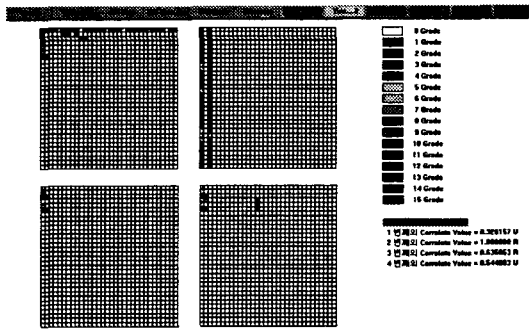 0 Grade
1 Grade
2 Grade
3 Grade
4 Grade
5 Grade
6 Grade
7 Grade
8 Grade
9 Grade
10 Grade
11 Grade
12 Grade
13 Grade
14 Grade
15 Grade
1 번째의 Correlate Value = 0.328157 U
2 번째의 Correlate Value = 1.000000 R
3 번째의 Correlate Value = 0.635053 R
4 번째의 Correlate Value = 0.544003 U